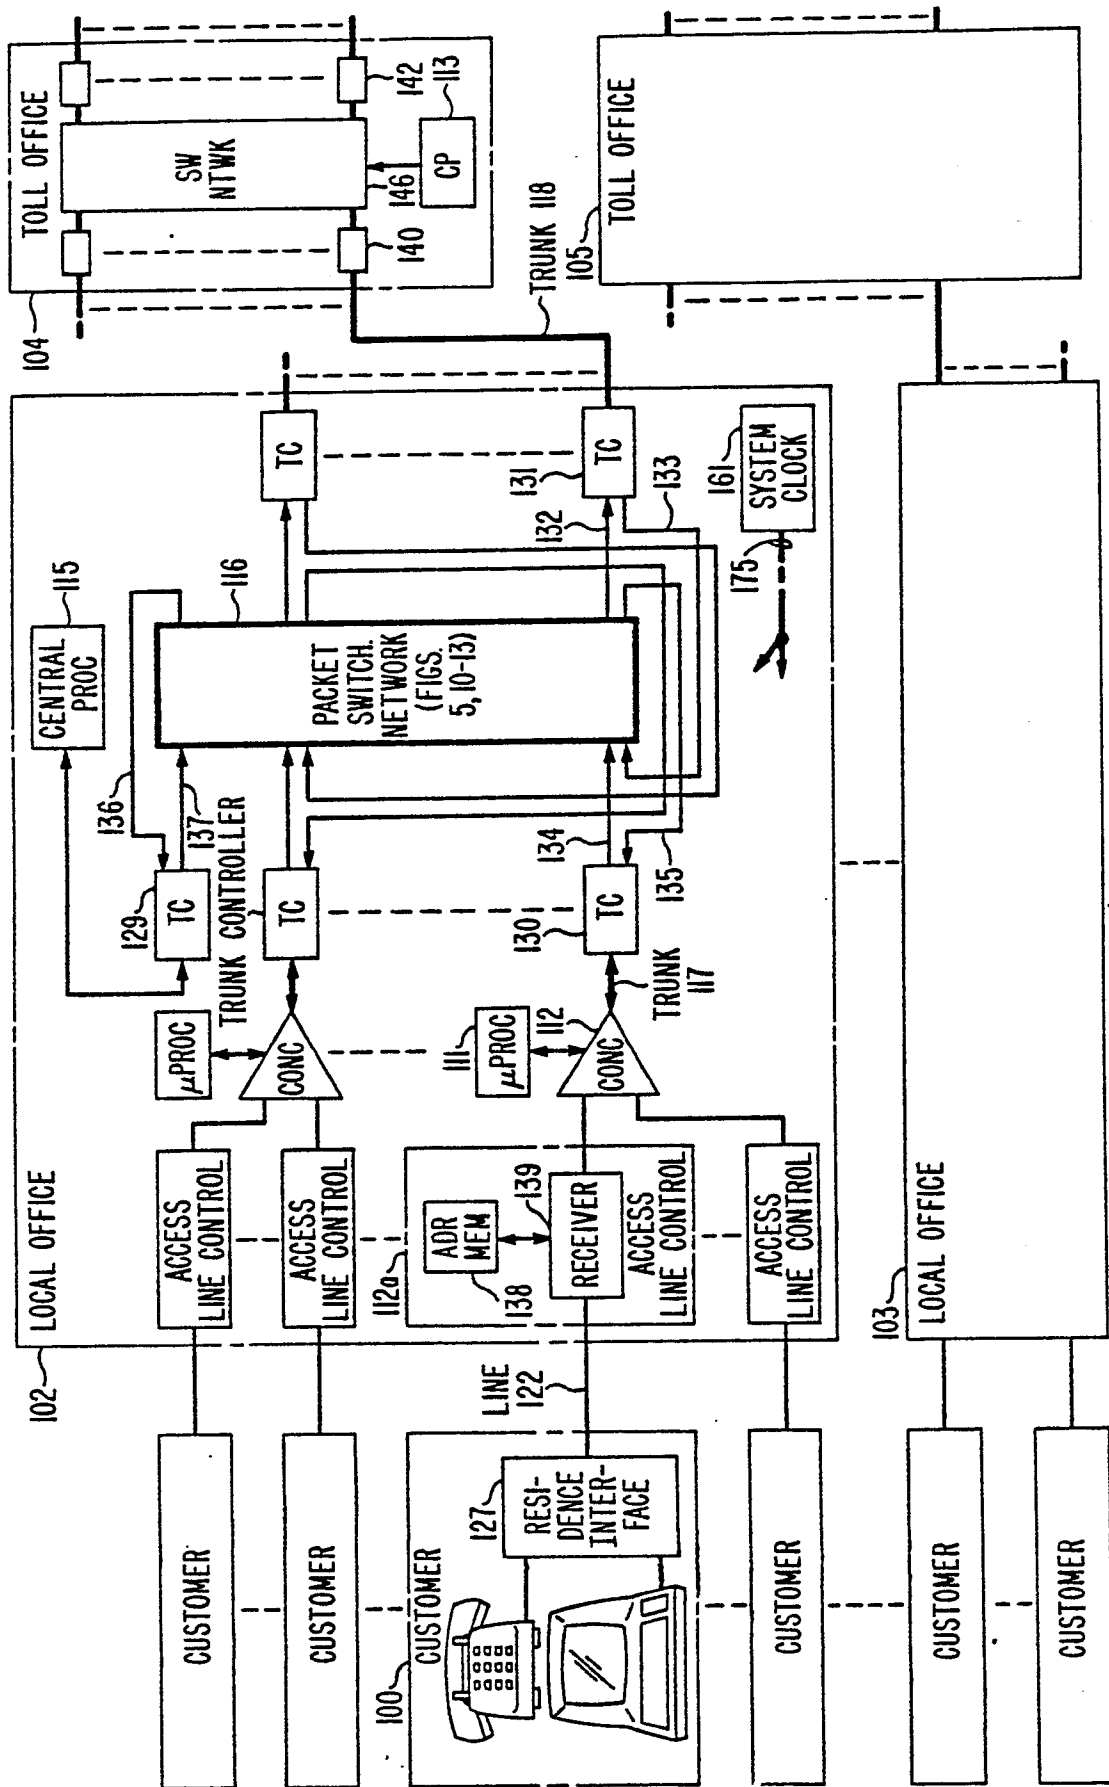 102
LOCAL OFFICE
CENTRAL
PROC
115
136
129
TC
137
TRUNK CONTROLLER
µPROC
CONC
TC
TC
116
PACKET
SWITCH.
NETWORK
(FIGS.
5,10-13)
ACCESS
LINE CONTROL
ACCESS
LINE CONTROL
112a
ADR
MEM
138
139
RECEIVER
ACCESS
LINE CONTROL
ACCESS
LINE CONTROL
111
µPROC
112
CONC
TRUNK
117
130
TC
134
135
132
131
TC
133
161
SYSTEM
CLOCK
175
CUSTOMER
CUSTOMER
100
CUSTOMER
127
RESI-
DENCE
INTER-
FACE
LINE
122
CUSTOMER
CUSTOMER
CUSTOMER
103
LOCAL OFFICE
104
TOLL OFFICE
SW
NTWK
146
140
142
CP
113
TRUNK 118
105
TOLL OFFICE